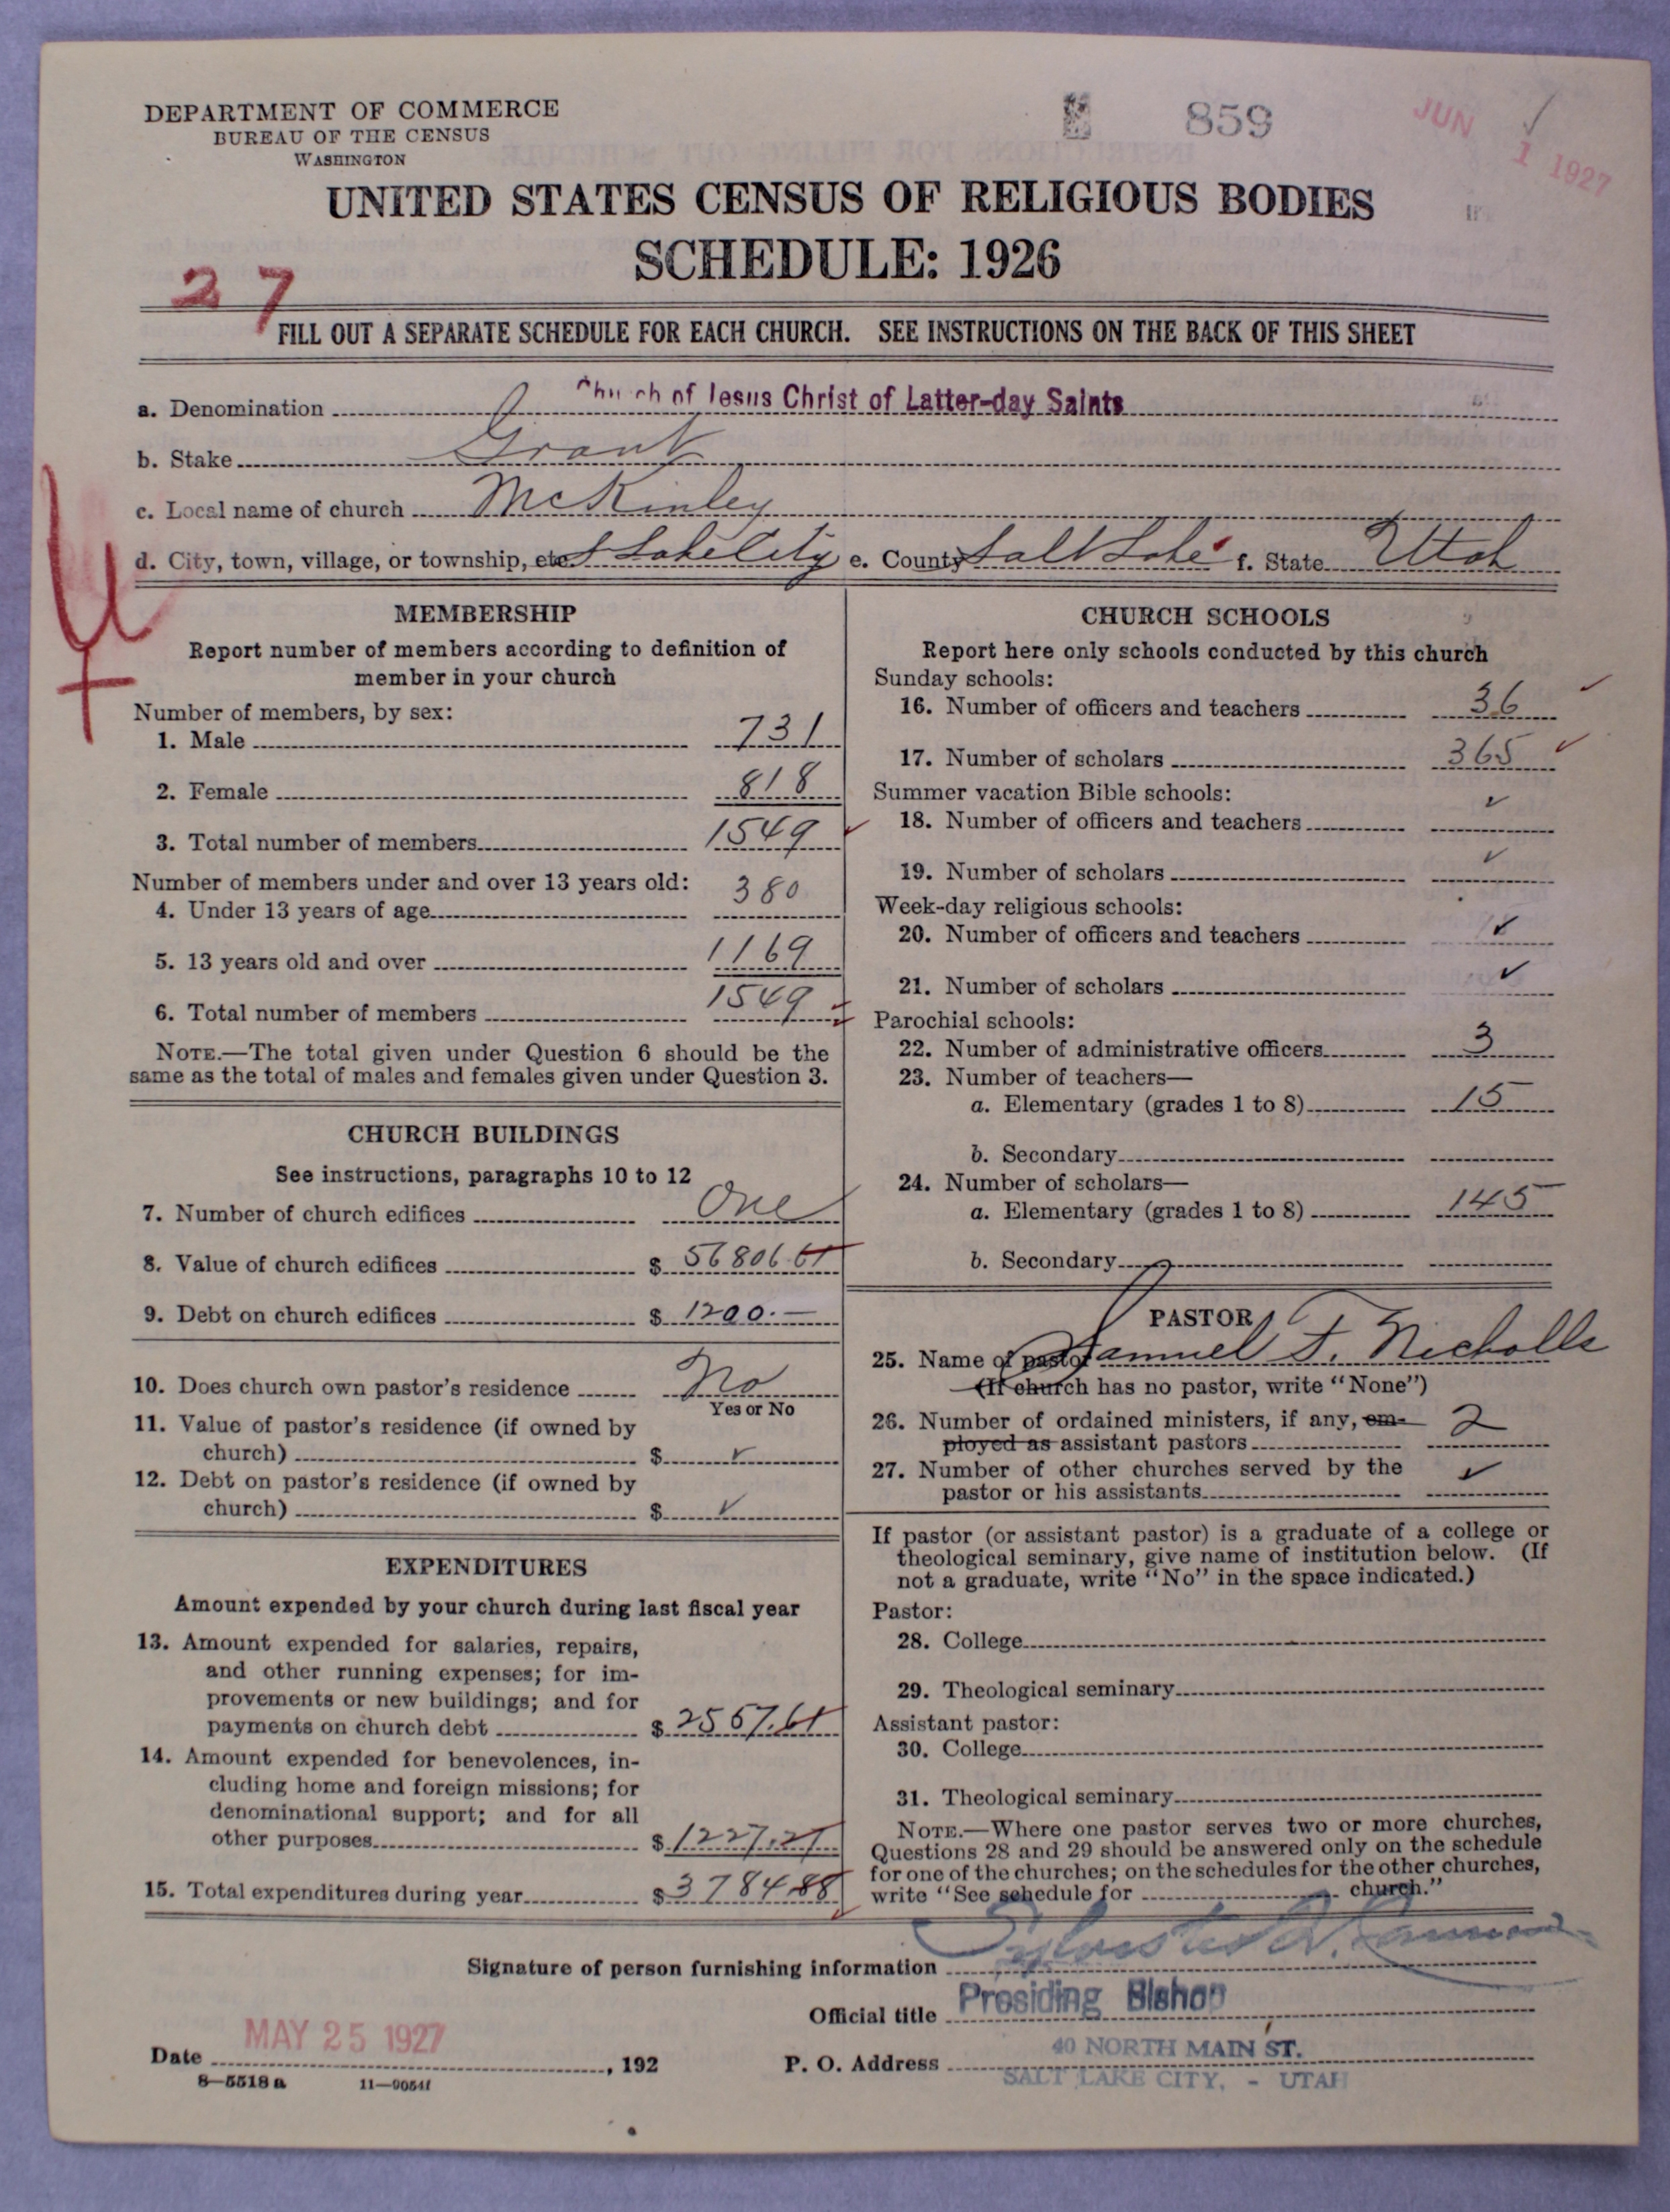 DEPARTMENT OF COMMERCE
BUREAU OF THE CENSUS
WASHINGTON
859
JUN 1 1927
UNITED STATES CENSUS OF RELIGIOUS BODIES
SCHEDULE: 1926
27
FILL OUT A SEPARATE SCHEDULE FOR EACH CHURCH. SEE INSTRUCTIONS ON THE BACK OF THIS SHEET
a. Denomination Church of Jesus Christ of Latter-day Saints
b. Stake Grant
c. Local name of church McKinley
d. City, town, village, or township, etc. S Lake City e. County Salt Lake f. State Utah
MEMBERSHIP
Report number of members according to definition of
member in your church
Number of members, by sex:
1. Male 731
2. Female 818
3. Total number of members 1549
Number of members under and over 13 years old:
4. Under 13 years of age 380
5. 13 years old and over 1169
6. Total number of members 1549
NOTE.—The total given under Question 6 should be the
same as the total of males and females given under Question 3.
CHURCH BUILDINGS
See instructions, paragraphs 10 to 12
7. Number of church edifices One
8. Value of church edifices $ 56806.61
9. Debt on church edifices $ 1200.—
10. Does church own pastor's residence No
Yes or No
11. Value of pastor's residence (if owned by
church) $ ✓
12. Debt on pastor's residence (if owned by
church) $ ✓
EXPENDITURES
Amount expended by your church during last fiscal year
13. Amount expended for salaries, repairs,
and other running expenses; for im-
provements or new buildings; and for
payments on church debt $ 2557.61
14. Amount expended for benevolences, in-
cluding home and foreign missions; for
denominational support; and for all
other purposes $ 1227.27
15. Total expenditures during year $ 3784.88
CHURCH SCHOOLS
Report here only schools conducted by this church
Sunday schools:
16. Number of officers and teachers 36
17. Number of scholars 365
Summer vacation Bible schools:
18. Number of officers and teachers ✓
19. Number of scholars ✓
Week-day religious schools:
20. Number of officers and teachers ✓
21. Number of scholars ✓
Parochial schools:
22. Number of administrative officers 3
23. Number of teachers—
a. Elementary (grades 1 to 8) 15
b. Secondary
24. Number of scholars—
a. Elementary (grades 1 to 8) 145
b. Secondary
PASTOR
25. Name of pastor Samuel F. Nicholls
(If church has no pastor, write "None")
26. Number of ordained ministers, if any, em-
ployed as assistant pastors 2
27. Number of other churches served by the
pastor or his assistants ✓
If pastor (or assistant pastor) is a graduate of a college or
theological seminary, give name of institution below. (If
not a graduate, write "No" in the space indicated.)
Pastor:
28. College
29. Theological seminary
Assistant pastor:
30. College
31. Theological seminary
NOTE.—Where one pastor serves two or more churches,
Questions 28 and 29 should be answered only on the schedule
for one of the churches; on the schedules for the other churches,
write "See schedule for church."
Signature of person furnishing information Sylvester Q. Cannon
Official title Presiding Bishop
Date MAY 25 1927, 192
P. O. Address 40 NORTH MAIN ST.
SALT LAKE CITY, - UTAH
8-5518 a 11-9054f